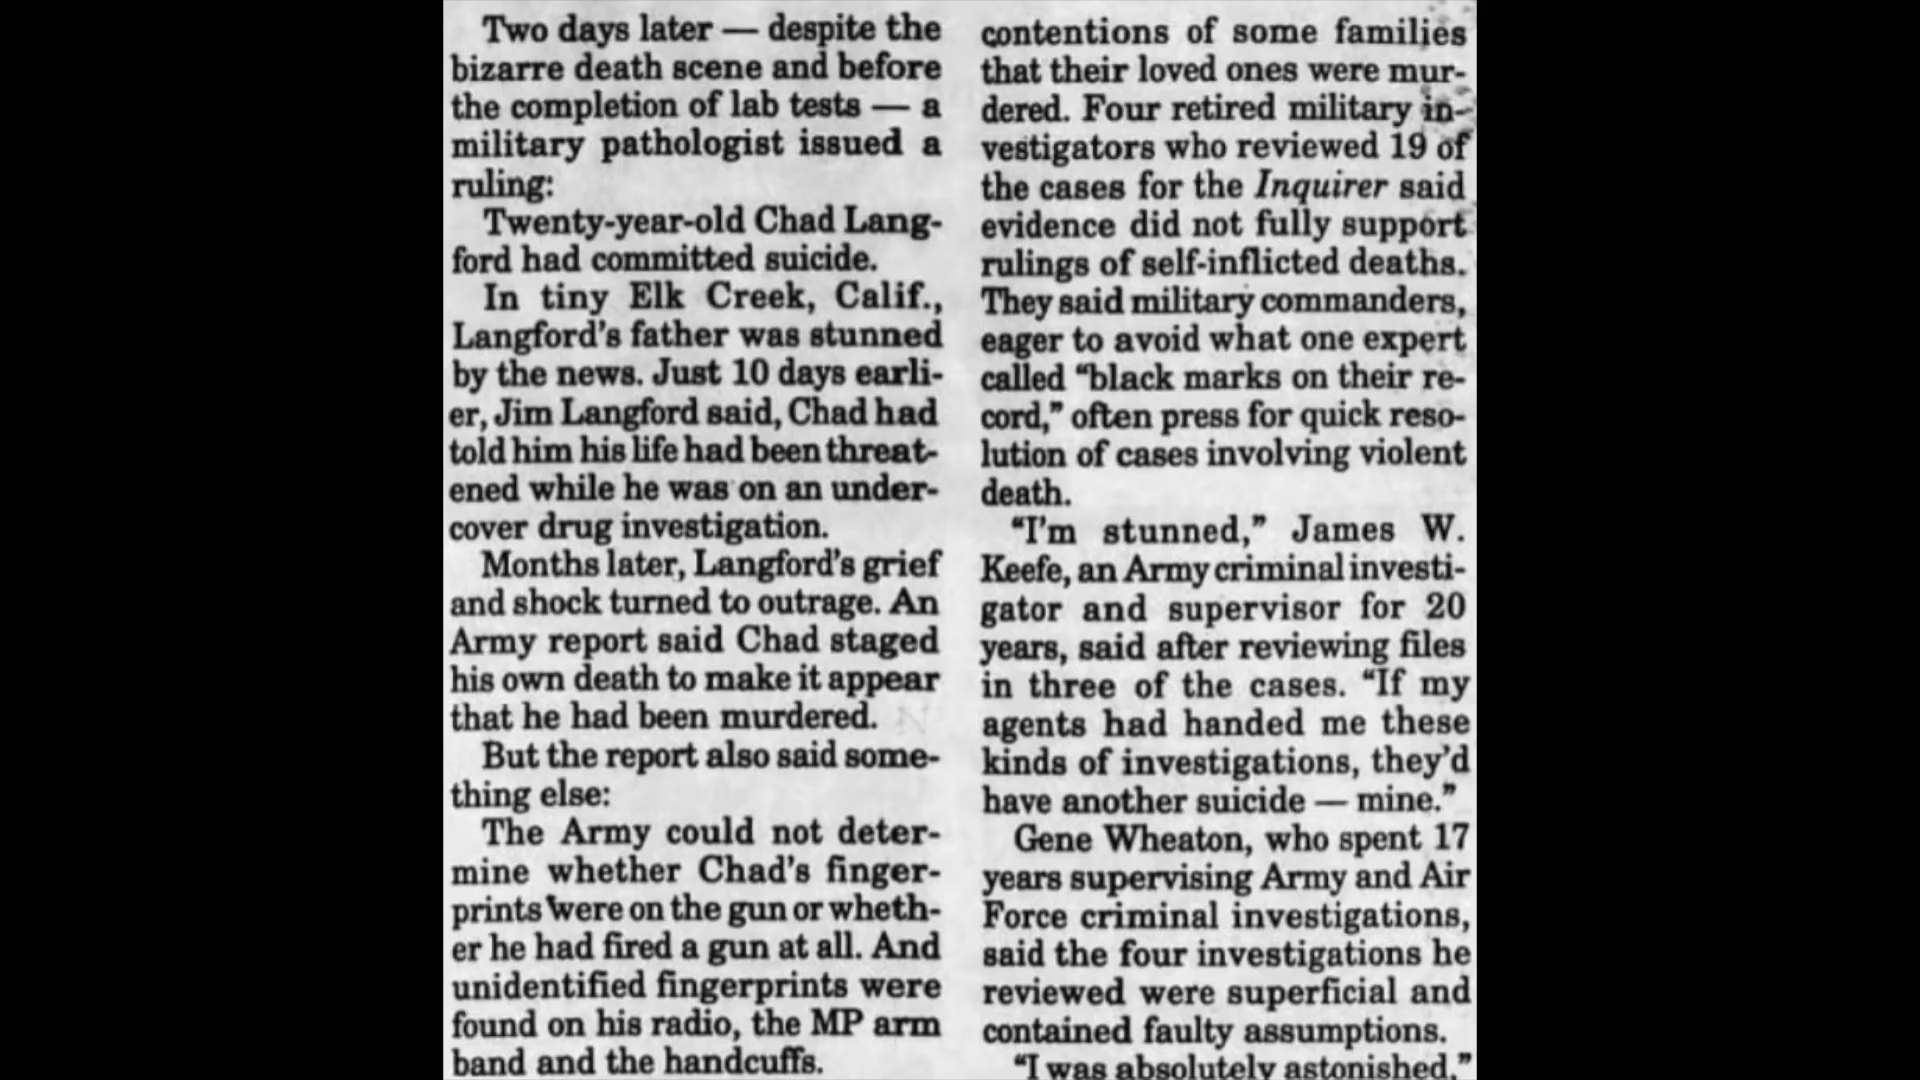 Two days later — despite the
bizarre death scene and before
the completion of lab tests — a
military pathologist issued a
ruling:
Twenty-year-old Chad Lang-
ford had committed suicide.
In tiny Elk Creek, Calif.,
Langford's father was stunned
by the news. Just 10 days earli-
er, Jim Langford said, Chad had
told him his life had been threat-
ened while he was on an under-
cover drug investigation.
Months later, Langford's grief
and shock turned to outrage. An
Army report said Chad staged
his own death to make it appear
that he had been murdered.
But the report also said some-
thing else:
The Army could not deter-
mine whether Chad's finger-
prints were on the gun or wheth-
er he had fired a gun at all. And
unidentified fingerprints were
found on his radio, the MP arm
band and the handcuffs.
contentions of some families
that their loved ones were mur-
dered. Four retired military in-
vestigators who reviewed 19 of
the cases for the Inquirer said
evidence did not fully support
rulings of self-inflicted deaths.
They said military commanders,
eager to avoid what one expert
called “black marks on their re-
cord,” often press for quick reso-
lution of cases involving violent
death.
“I'm stunned,” James W.
Keefe, an Army criminal investi-
gator and supervisor for 20
years, said after reviewing files
in three of the cases. “If my
agents had handed me these
kinds of investigations, they'd
have another suicide — mine.”
Gene Wheaton, who spent 17
years supervising Army and Air
Force criminal investigations,
said the four investigations he
reviewed were superficial and
contained faulty assumptions.
“I was absolutely astonished,”